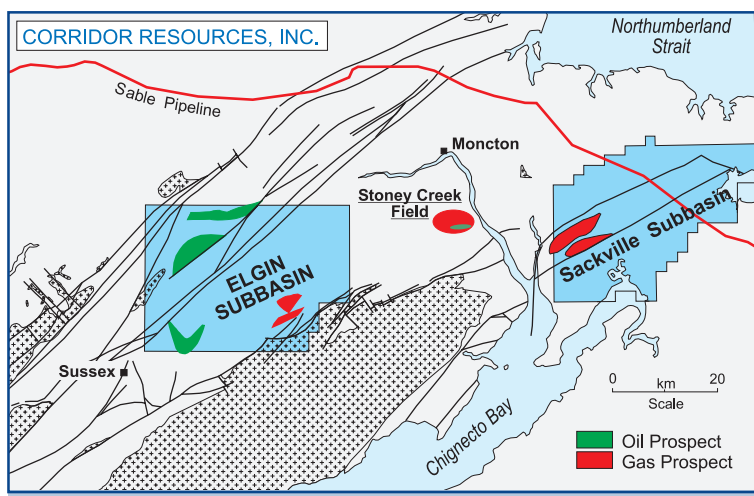 CORRIDOR RESOURCES, INC.
Northumberland
Strait
Sable Pipeline
Moncton
Stoney Creek
Field
Sackville Subbasin
ELGIN
SUBBASIN
Sussex
0 km 20
Scale
Chignecto Bay
Oil Prospect
Gas Prospect